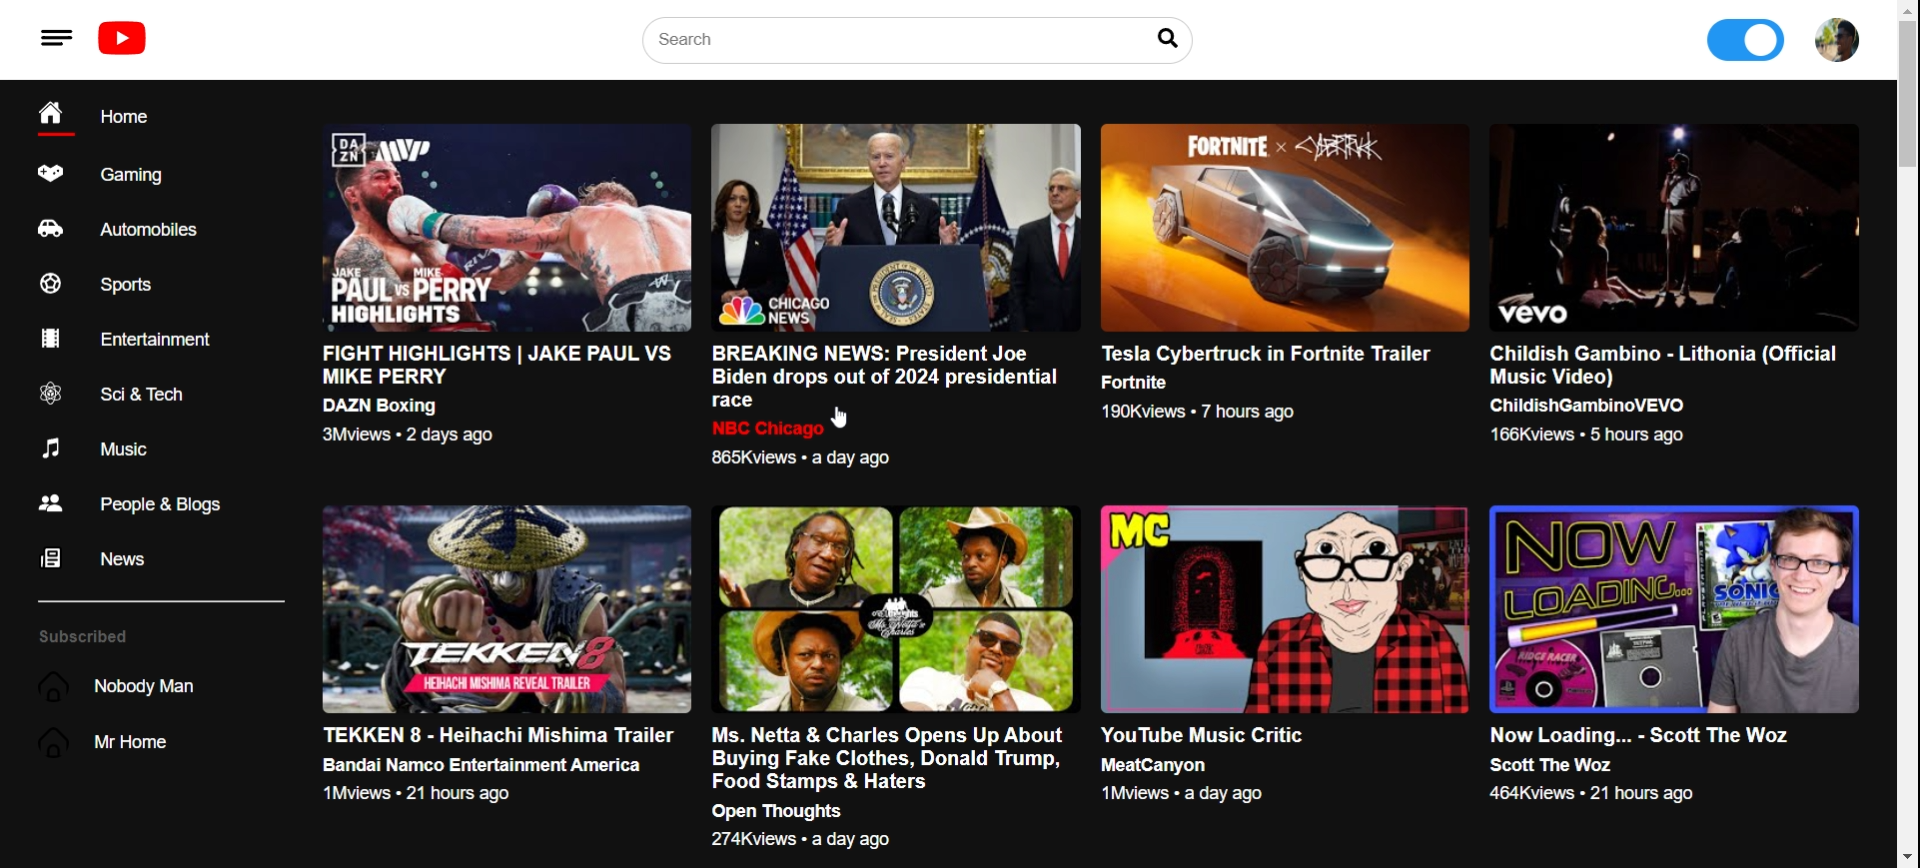 Search
Home
Gaming
Automobiles
Sports
Entertainment
Sci & Tech
Music
People & Blogs
News
Subscribed
Nobody Man
Mr Home
DA
ZN
MVP
JAKE MIKE
PAUL VS PERRY
HIGHLIGHTS
FIGHT HIGHLIGHTS | JAKE PAUL VS
MIKE PERRY
DAZN Boxing
3Mviews • 2 days ago
CHICAGO
NEWS
BREAKING NEWS: President Joe
Biden drops out of 2024 presidential
race
NBC Chicago
865Kviews • a day ago
FORTNITE × CYBERTRUCK
Tesla Cybertruck in Fortnite Trailer
Fortnite
190Kviews • 7 hours ago
vevo
Childish Gambino - Lithonia (Official
Music Video)
ChildishGambinoVEVO
166Kviews • 5 hours ago
TEKKEN 8
HEIHACHI MISHIMA REVEAL TRAILER
TEKKEN 8 - Heihachi Mishima Trailer
Bandai Namco Entertainment America
1Mviews • 21 hours ago
Ms. Netta &
Charles
Ms. Netta & Charles Opens Up About
Buying Fake Clothes, Donald Trump,
Food Stamps & Haters
Open Thoughts
274Kviews • a day ago
MC
YouTube Music Critic
MeatCanyon
1Mviews • a day ago
NOW
LOADING...
SONIC
RIDGE RACER
Now Loading... - Scott The Woz
Scott The Woz
464Kviews • 21 hours ago